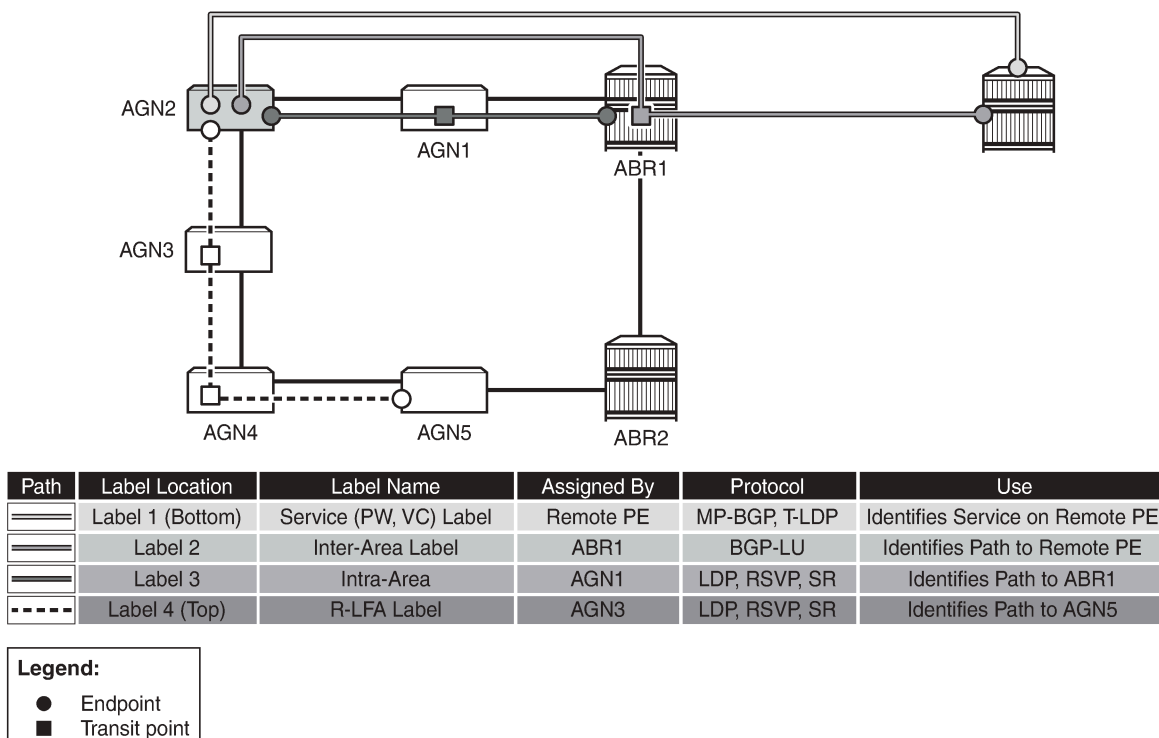 AGN2
AGN1
ABR1
AGN3
AGN4
AGN5
ABR2
Path Label Location Label Name Assigned By Protocol Use
Label 1 (Bottom) Service (PW, VC) Label Remote PE MP-BGP, T-LDP Identifies Service on Remote PE
Label 2 Inter-Area Label ABR1 BGP-LU Identifies Path to Remote PE
Label 3 Intra-Area AGN1 LDP, RSVP, SR Identifies Path to ABR1
Label 4 (Top) R-LFA Label AGN3 LDP, RSVP, SR Identifies Path to AGN5
Legend:
Endpoint
Transit point